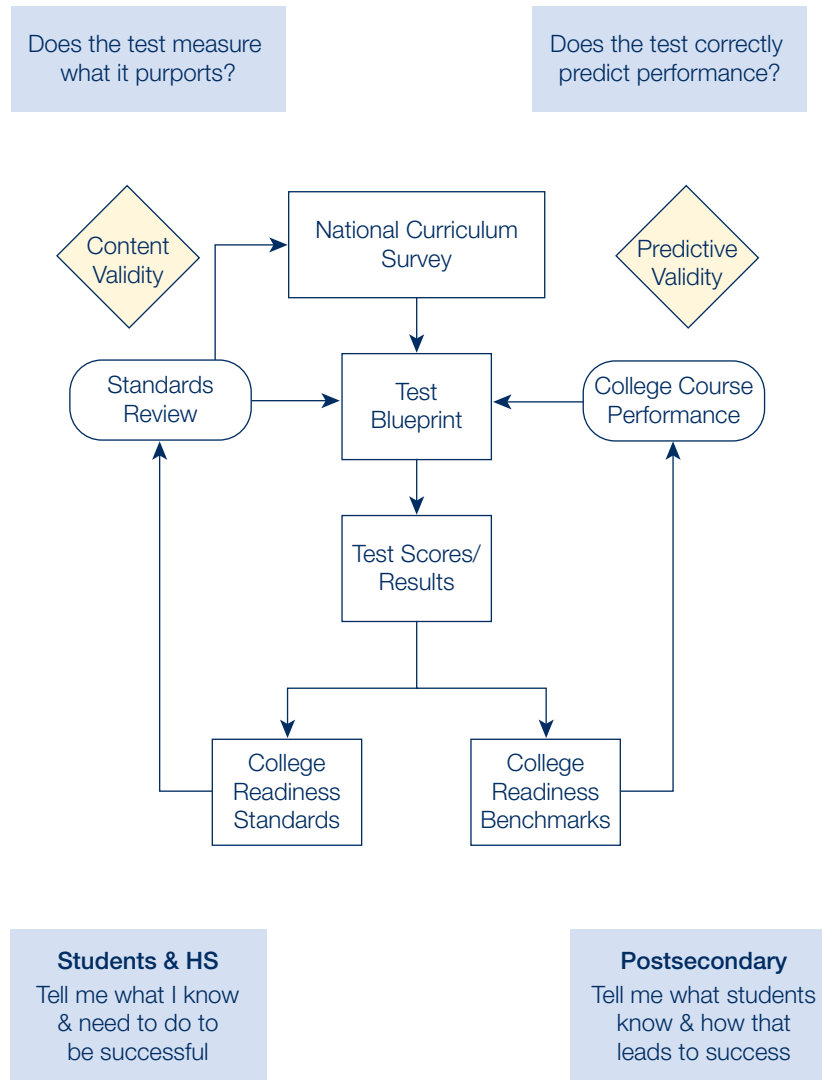 Does the test measure
what it purports?
Does the test correctly
predict performance?
Content
Validity
National Curriculum
Survey
Predictive
Validity
Standards
Review
Test
Blueprint
College Course
Performance
Test Scores/
Results
College
Readiness
Standards
College
Readiness
Benchmarks
Students & HS
Tell me what I know
& need to do to
be successful
Postsecondary
Tell me what students
know & how that
leads to success